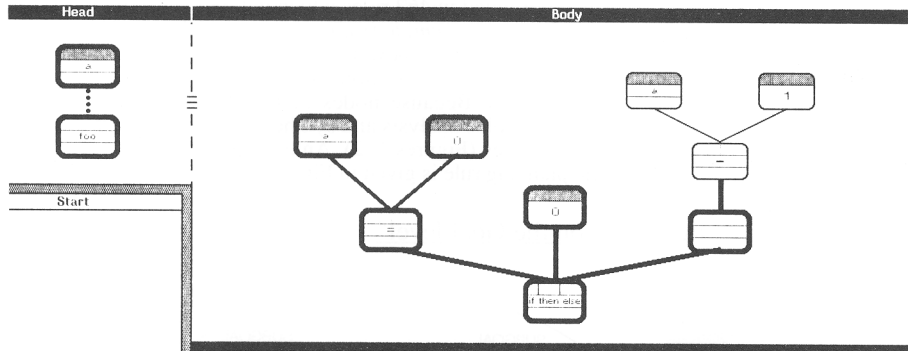 Head
Body
a
foo
Start
a
0
=
0
if then else
a
1
-